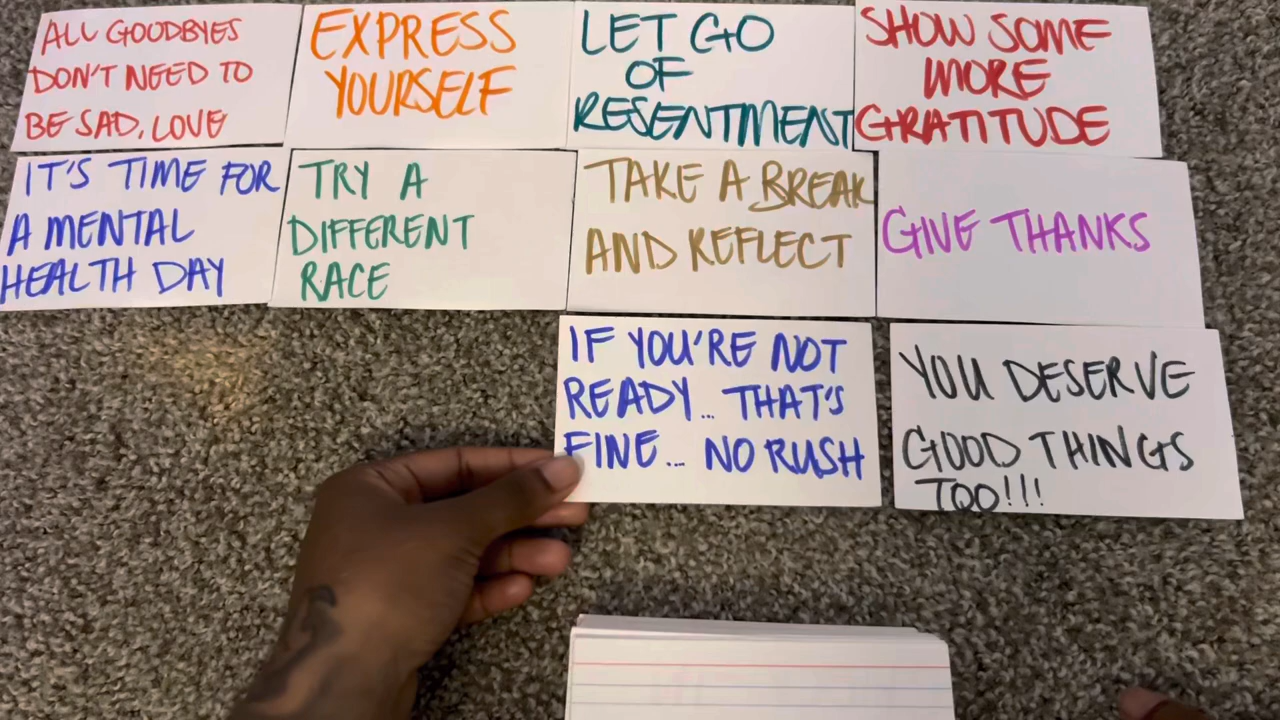 ALL GOODBYES
DON'T NEED TO
BE SAD, LOVE
EXPRESS
YOURSELF
LET GO
OF
RESENTMENT
SHOW SOME
MORE
GRATITUDE
IT'S TIME FOR
A MENTAL
HEALTH DAY
TRY A
DIFFERENT
RACE
TAKE A BREAK
AND REFLECT
GIVE THANKS
IF YOU'RE NOT
READY... THAT'S
FINE... NO RUSH
YOU DESERVE
GOOD THINGS
TOO!!!